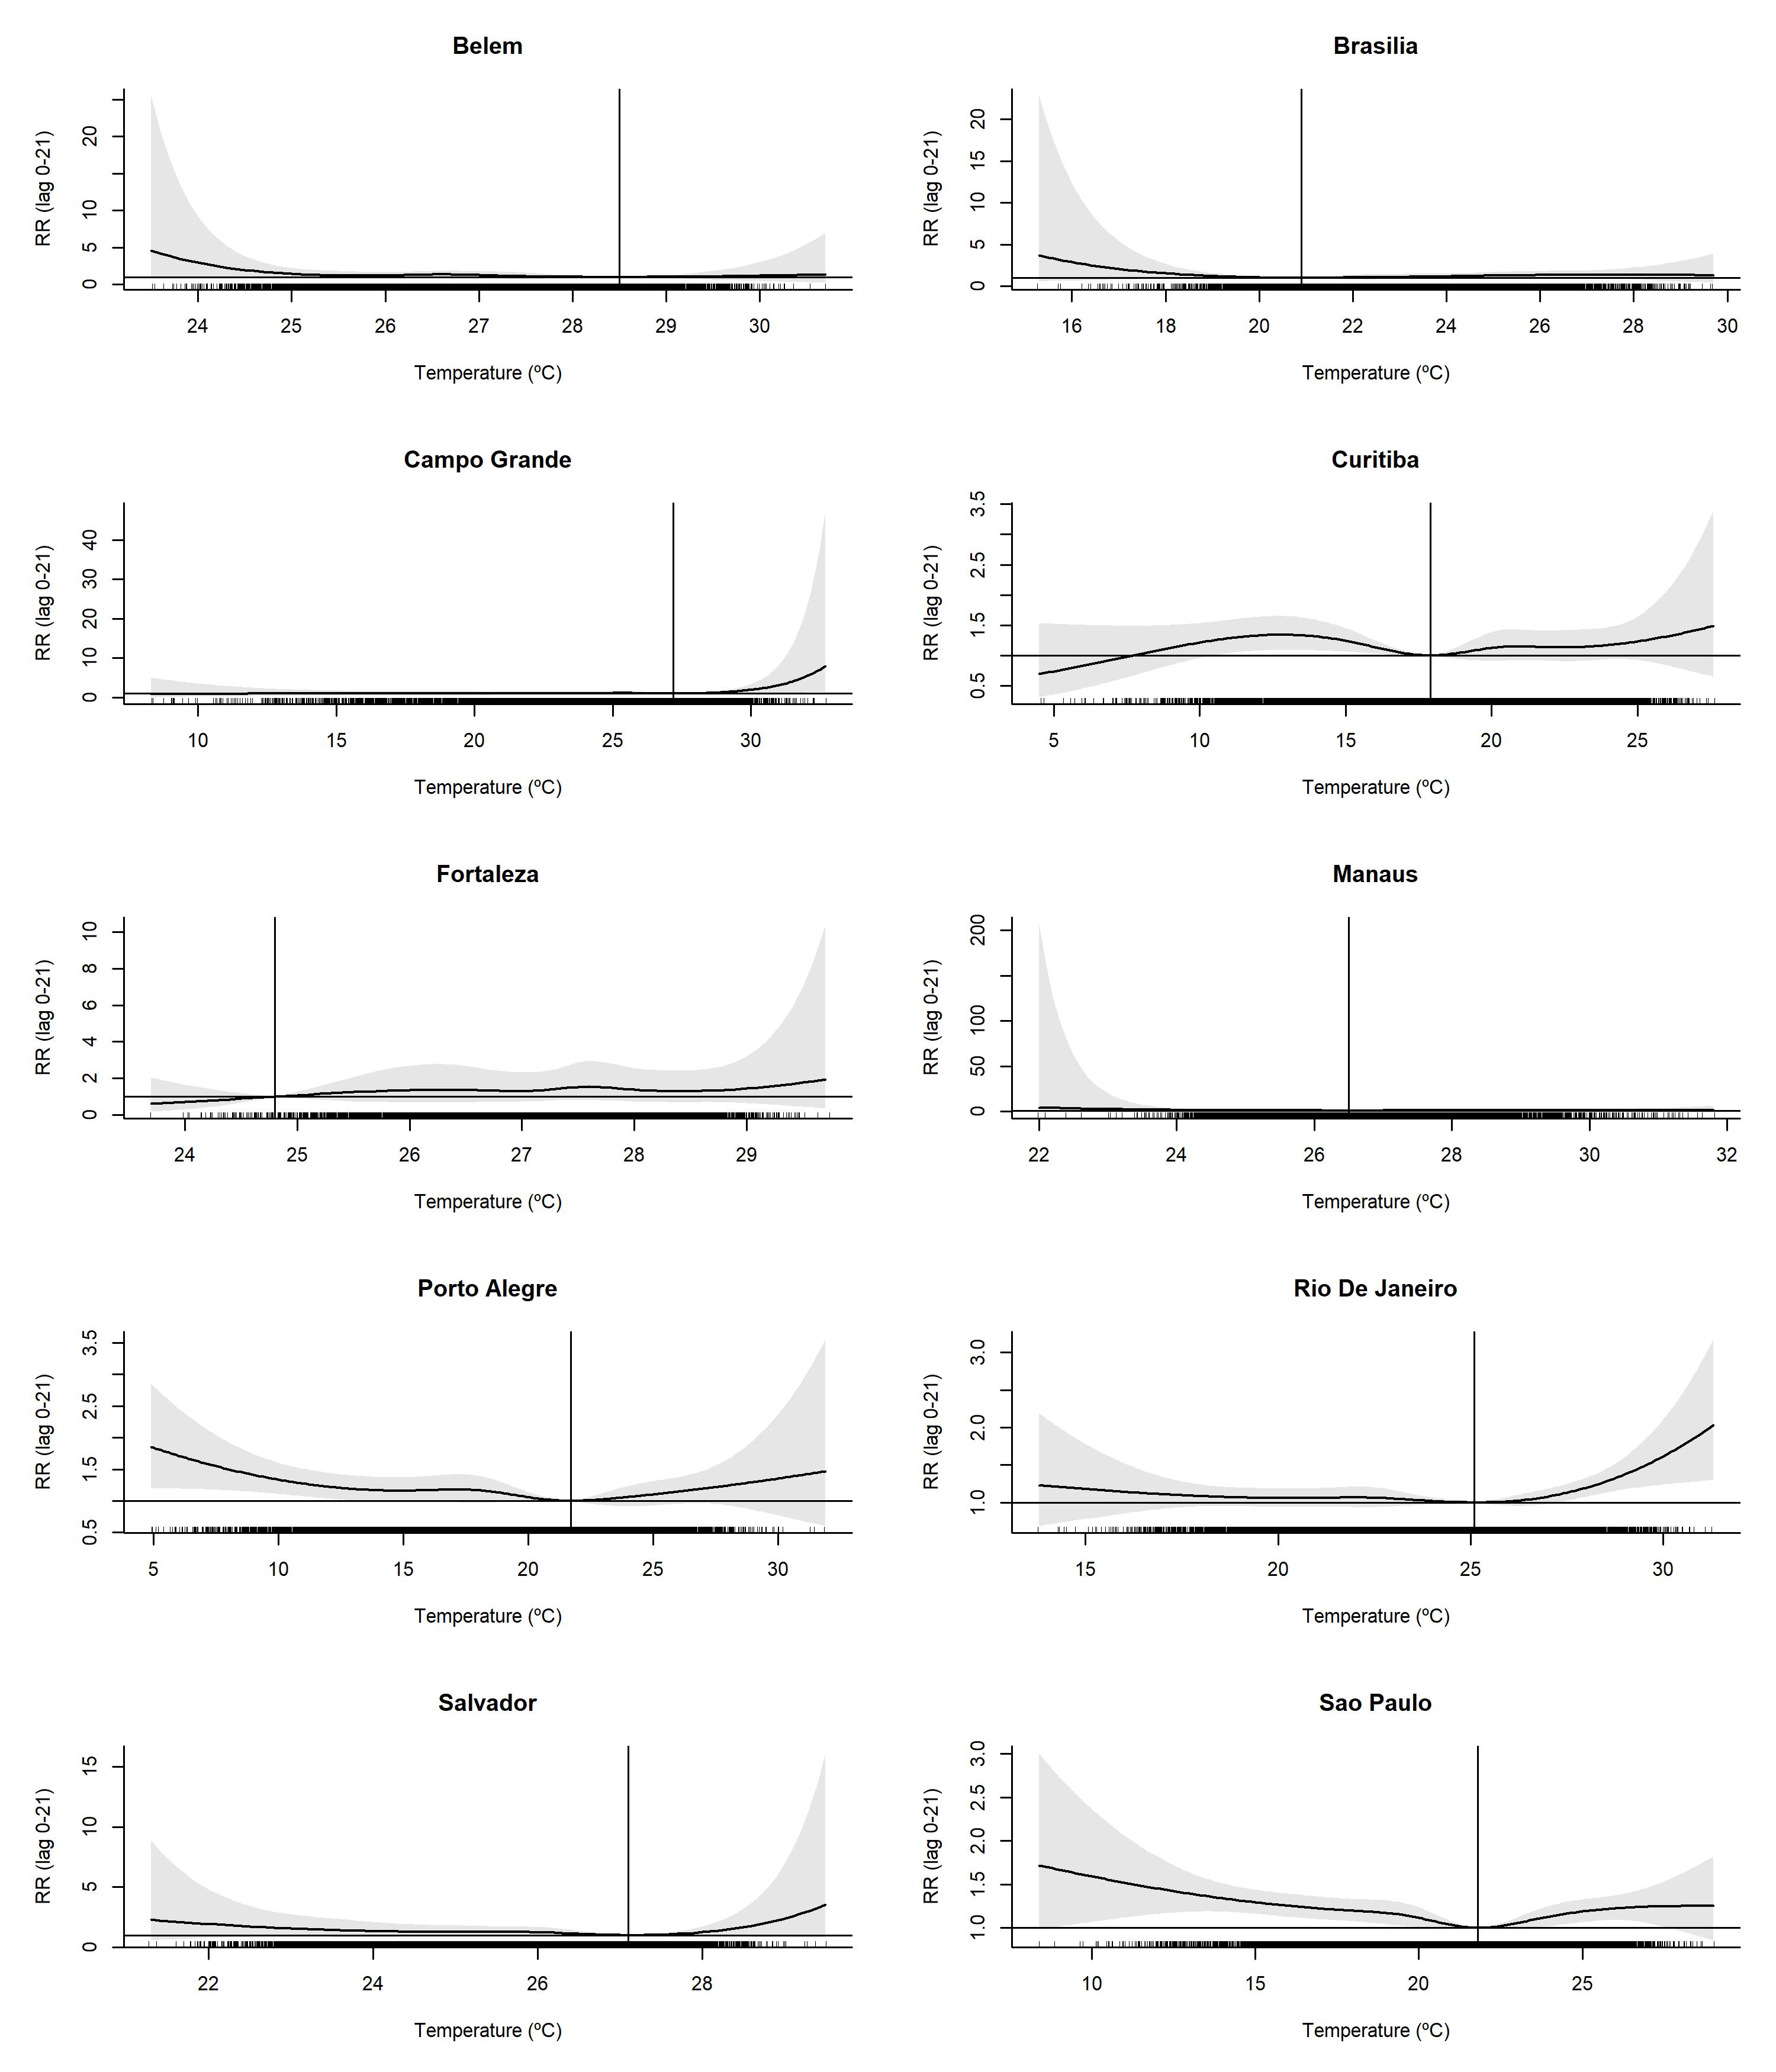 Belem
RR (lag 0-21)
0 5 10 20
24 25 26 27 28 29 30
Temperature (ºC)
Brasilia
RR (lag 0-21)
0 5 10 15 20
16 18 20 22 24 26 28 30
Temperature (ºC)
Campo Grande
RR (lag 0-21)
0 10 20 30 40
10 15 20 25 30
Temperature (ºC)
Curitiba
RR (lag 0-21)
0.5 1.5 2.5 3.5
5 10 15 20 25
Temperature (ºC)
Fortaleza
RR (lag 0-21)
0 2 4 6 8 10
24 25 26 27 28 29
Temperature (ºC)
Manaus
RR (lag 0-21)
0 50 100 200
22 24 26 28 30 32
Temperature (ºC)
Porto Alegre
RR (lag 0-21)
0.5 1.5 2.5 3.5
5 10 15 20 25 30
Temperature (ºC)
Rio De Janeiro
RR (lag 0-21)
1.0 2.0 3.0
15 20 25 30
Temperature (ºC)
Salvador
RR (lag 0-21)
0 5 10 15
22 24 26 28
Temperature (ºC)
Sao Paulo
RR (lag 0-21)
1.0 1.5 2.0 2.5 3.0
10 15 20 25
Temperature (ºC)